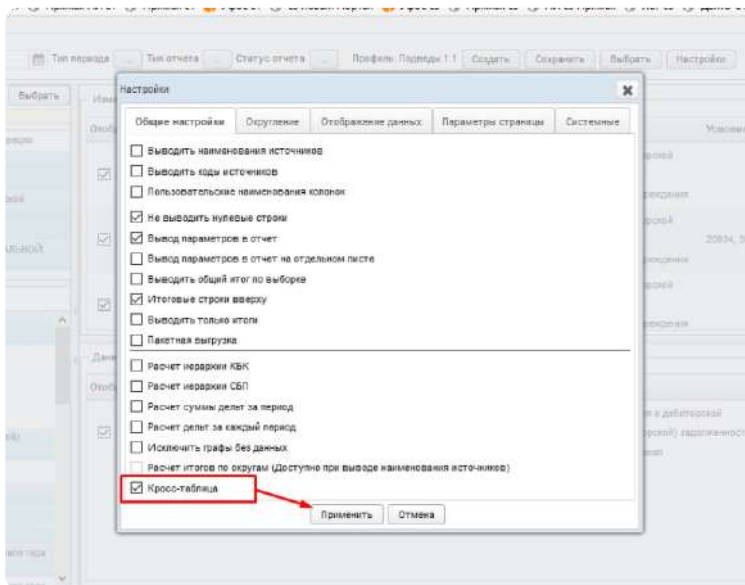 Тип периода ... Тип отчета ... Статус отчета ... Профиль: Подведы 1 1 Создать Сохранить Выбрать Настройки
Выбрать
Настройки
Общие настройки Округление Отображение данных Параметры страницы Системные
Выводить наименования источников
Выводить коды источников
Пользовательские наименования колонок
Не выводить нулевые строки
Вывод параметров в отчет
Вывод параметров в отчет на отдельном листе
Выводить общий итог по выборке
Итоговые строки вверху
Выводить только итоги
Пакетная выгрузка
Расчет иерархии КБК
Расчет иерархии СБП
Расчет суммы дельт за период
Расчет дельт за каждый период
Исключить графы без данных
Расчет итогов по округам (Доступно при выводе наименования источников)
Кросс-таблица
Применить Отмена